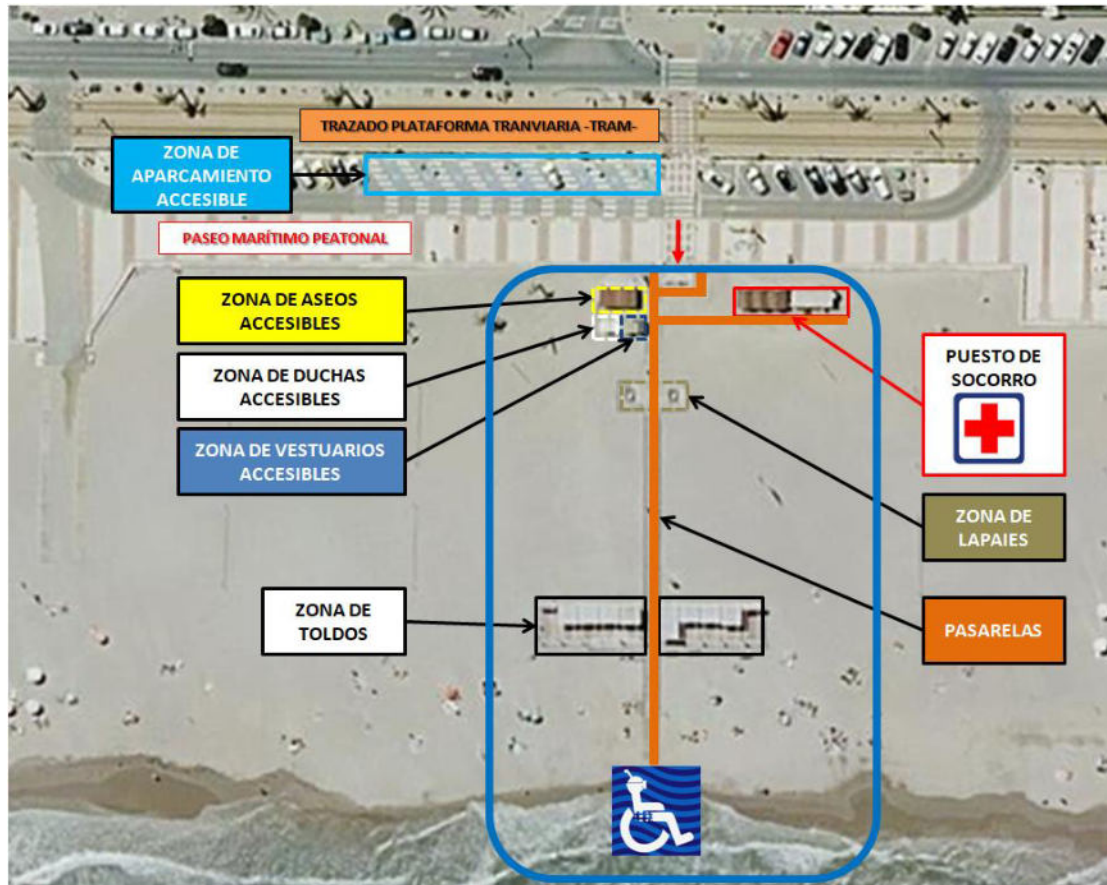 TRAZADO PLATAFORMA TRANVIARIA -TRAM-
ZONA DE
APARCAMIENTO
ACCESIBLE
PASEO MARÍTIMO PEATONAL
ZONA DE ASEOS
ACCESIBLES
ZONA DE DUCHAS
ACCESIBLES
ZONA DE VESTUARIOS
ACCESIBLES
ZONA DE
TOLDOS
PUESTO DE
SOCORRO
ZONA DE
LAPAIES
PASARELAS